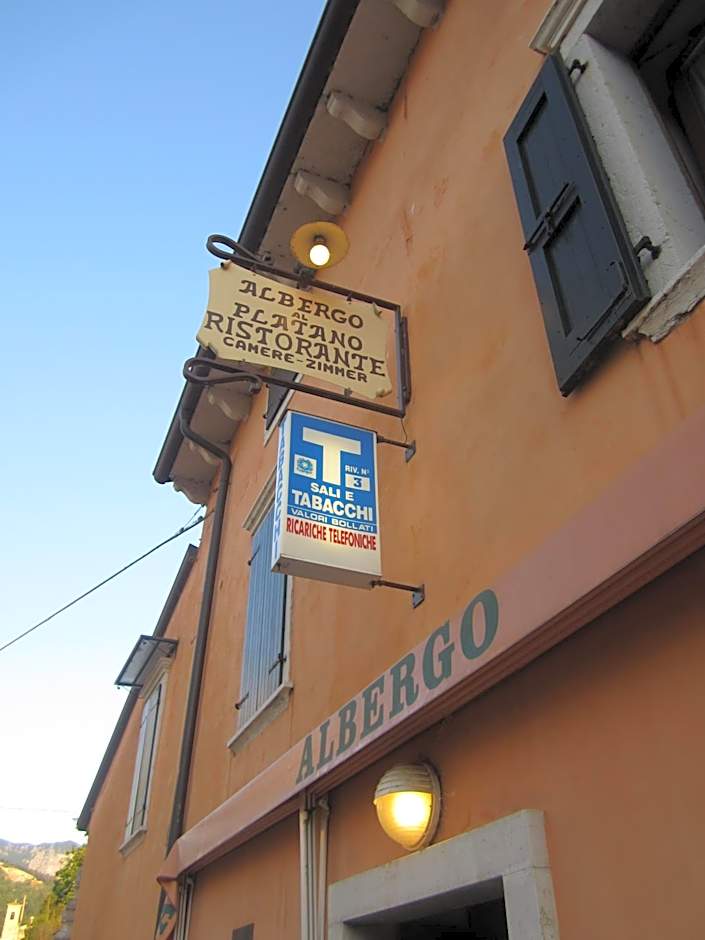 ALBERGO
AL
PLATANO
RISTORANTE
CAMERE-ZIMMER
T
RIV. N°
3
SALI E
TABACCHI
VALORI BOLLATI
RICARICHE TELEFONICHE
ALBERGO